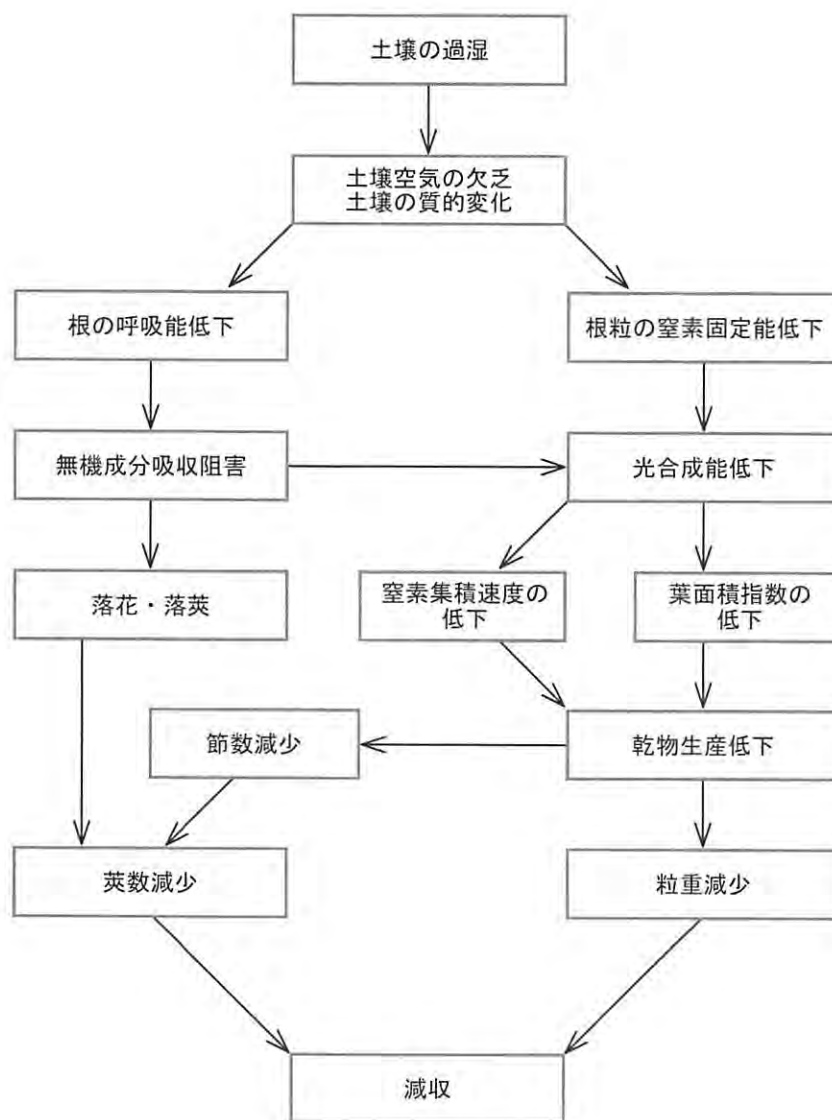 土壌の過湿
土壌空気の欠乏
土壌の質的変化
根の呼吸能低下
根粒の窒素固定能低下
無機成分吸収阻害
光合成能低下
落花・落莢
窒素集積速度の
低下
葉面積指数の
低下
節数減少
乾物生産低下
莢数減少
粒重減少
減収